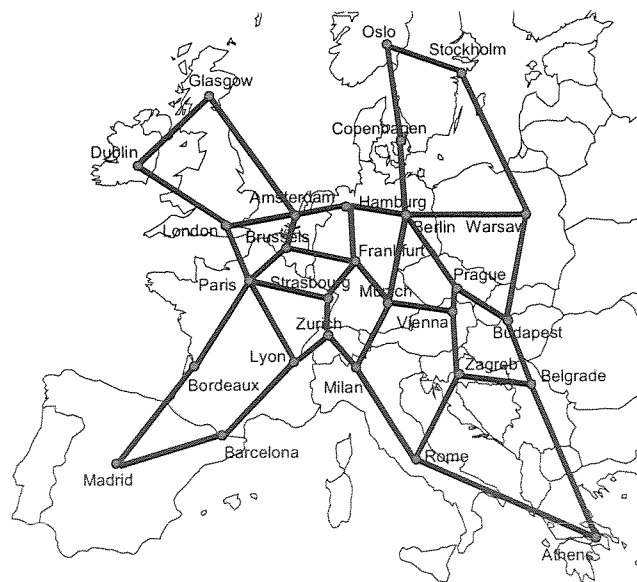 Oslo
Stockholm
Glasgow
Copenhagen
Dublin
Amsterdam
Hamburg
London
Berlin
Warsaw
Brussels
Frankfurt
Paris
Strasbourg
Prague
Munich
Zurich
Vienna
Budapest
Lyon
Zagreb
Bordeaux
Milan
Belgrade
Barcelona
Rome
Madrid
Athens